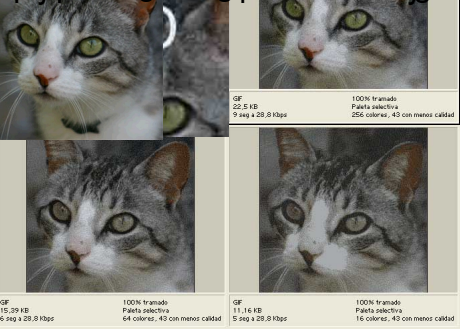 GIF
22,5 KB
9 seg a 28,8 Kbps
100% tramado
Paleta selectiva
256 colores, 43 con menos calidad
GIF
15,39 KB
6 seg a 28,8 Kbps
100% tramado
Paleta selectiva
64 colores, 43 con menos calidad
GIF
11,16 KB
5 seg a 28,8 Kbps
100% tramado
Paleta selectiva
16 colores, 43 con menos calidad